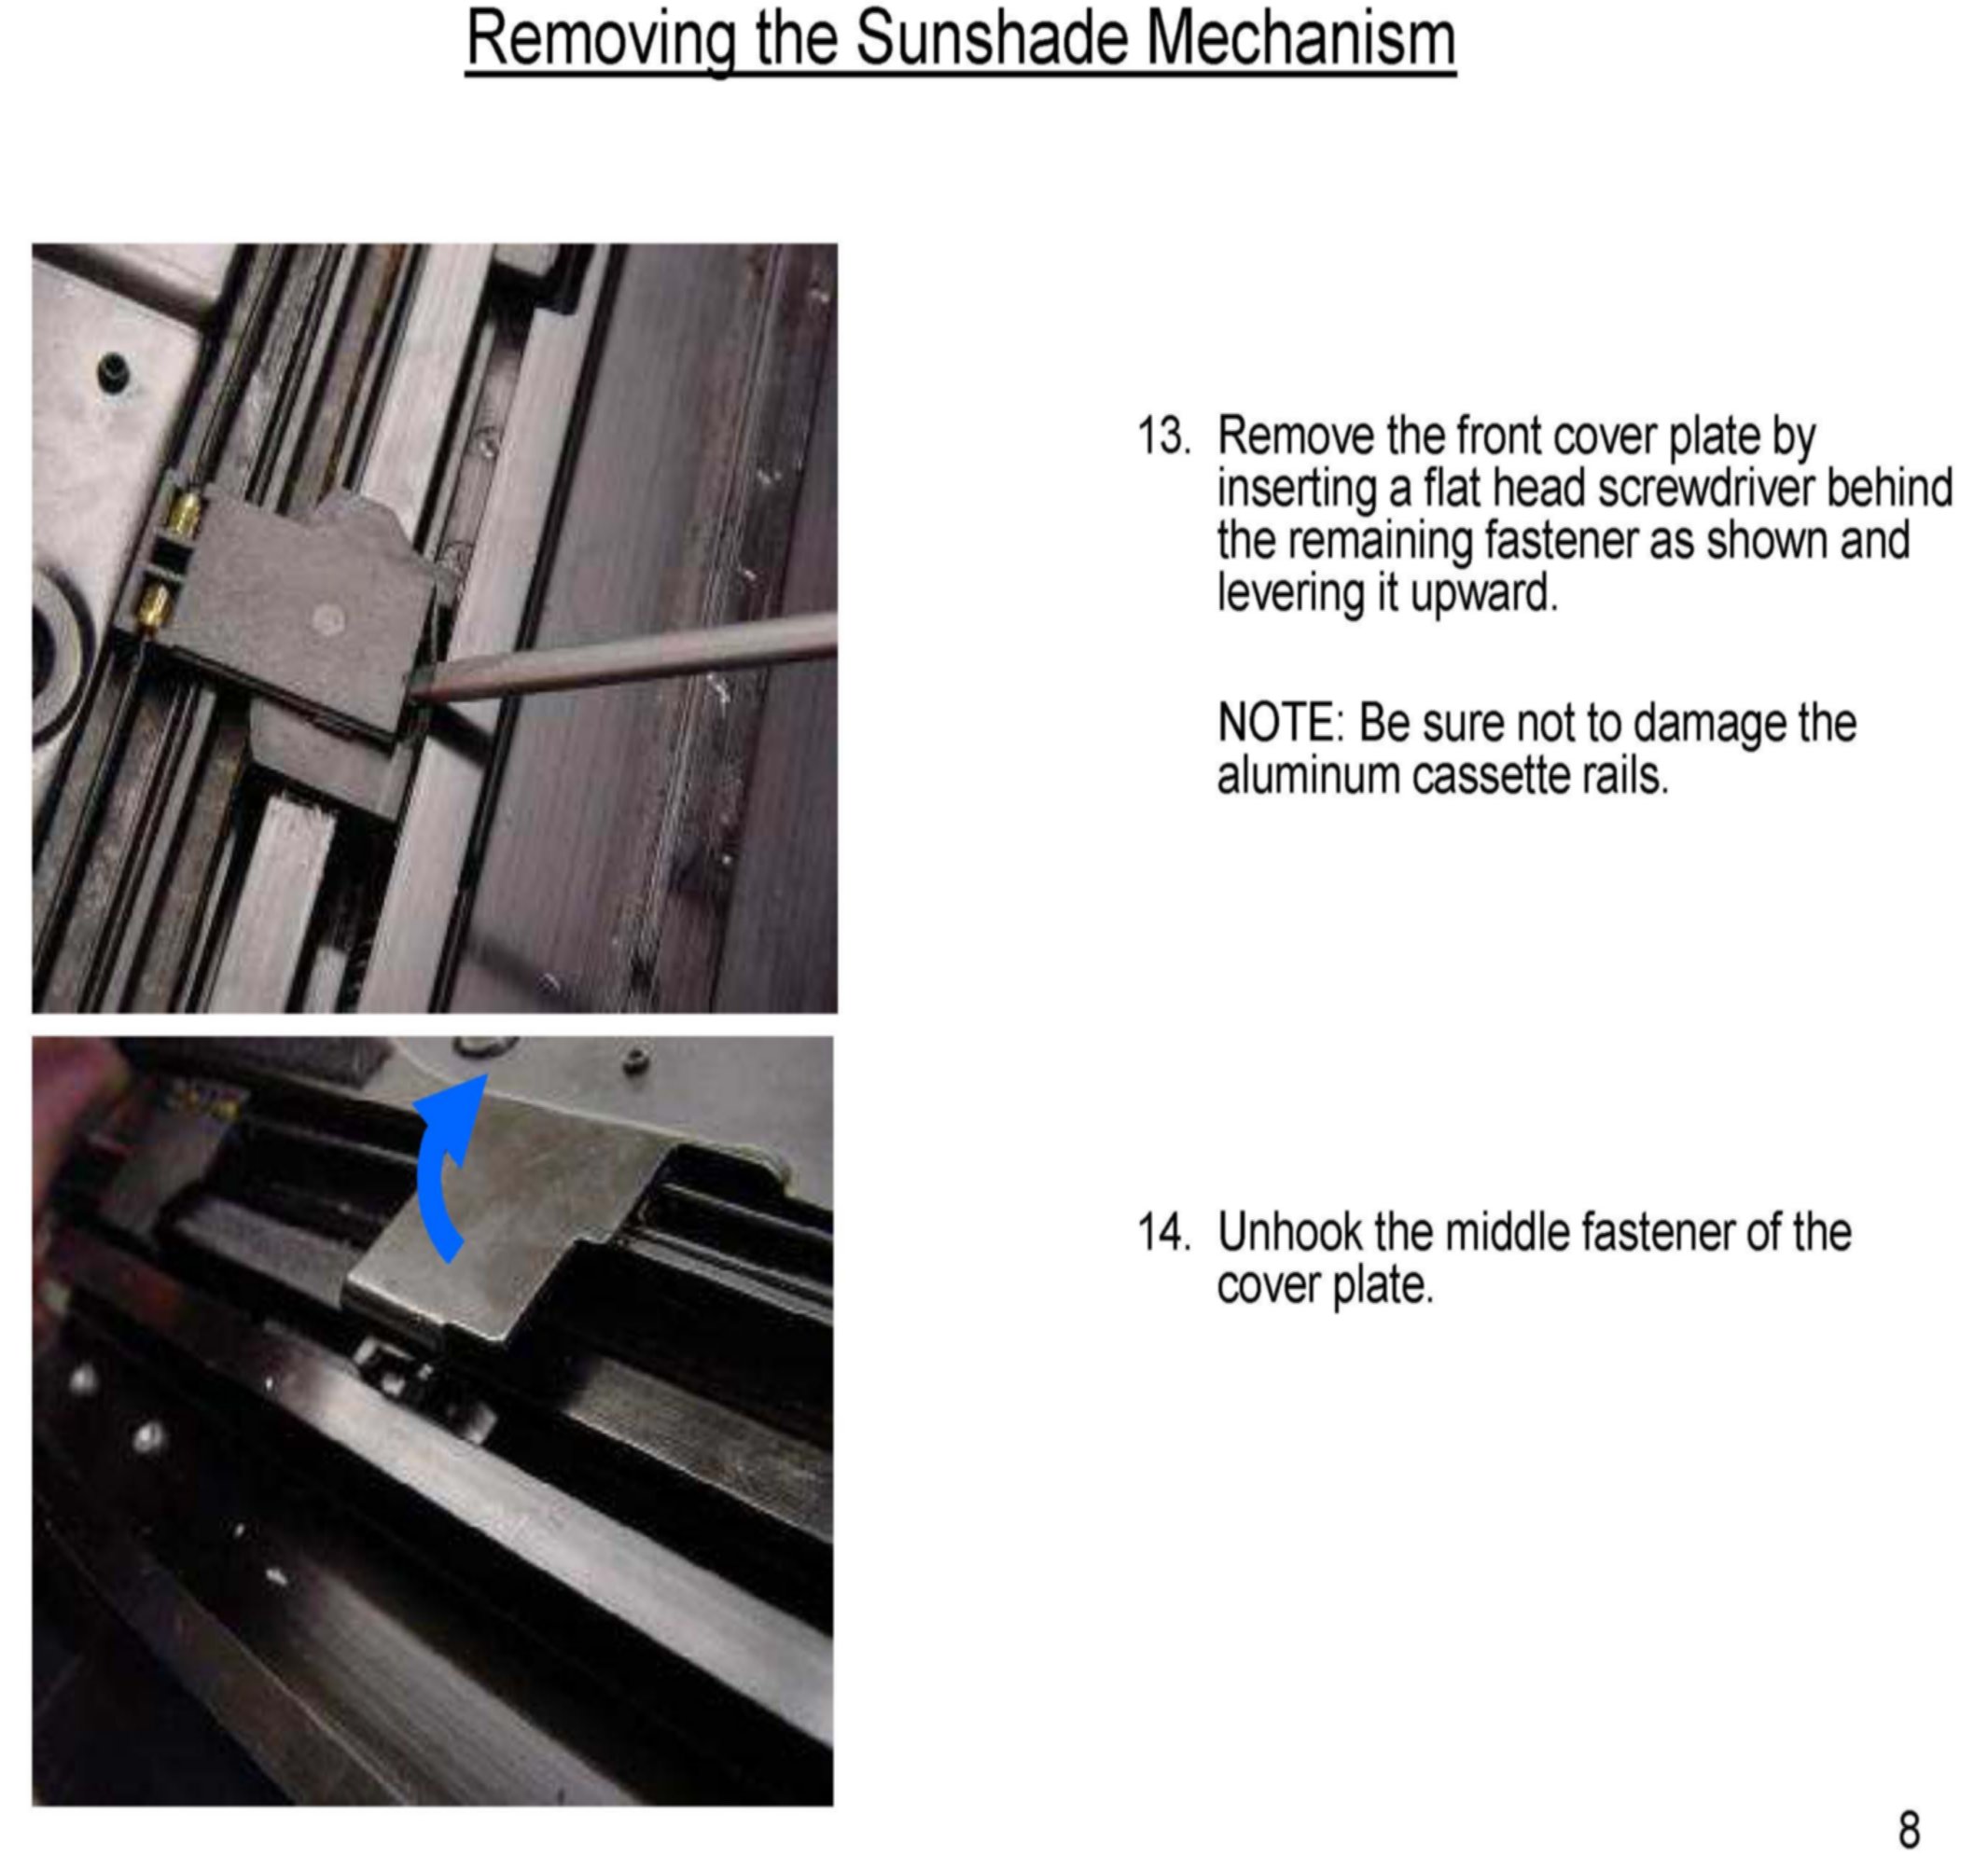 Removing the Sunshade Mechanism
13. Remove the front cover plate by
inserting a flat head screwdriver behind
the remaining fastener as shown and
levering it upward.
NOTE: Be sure not to damage the
aluminum cassette rails.
14. Unhook the middle fastener of the
cover plate.
8